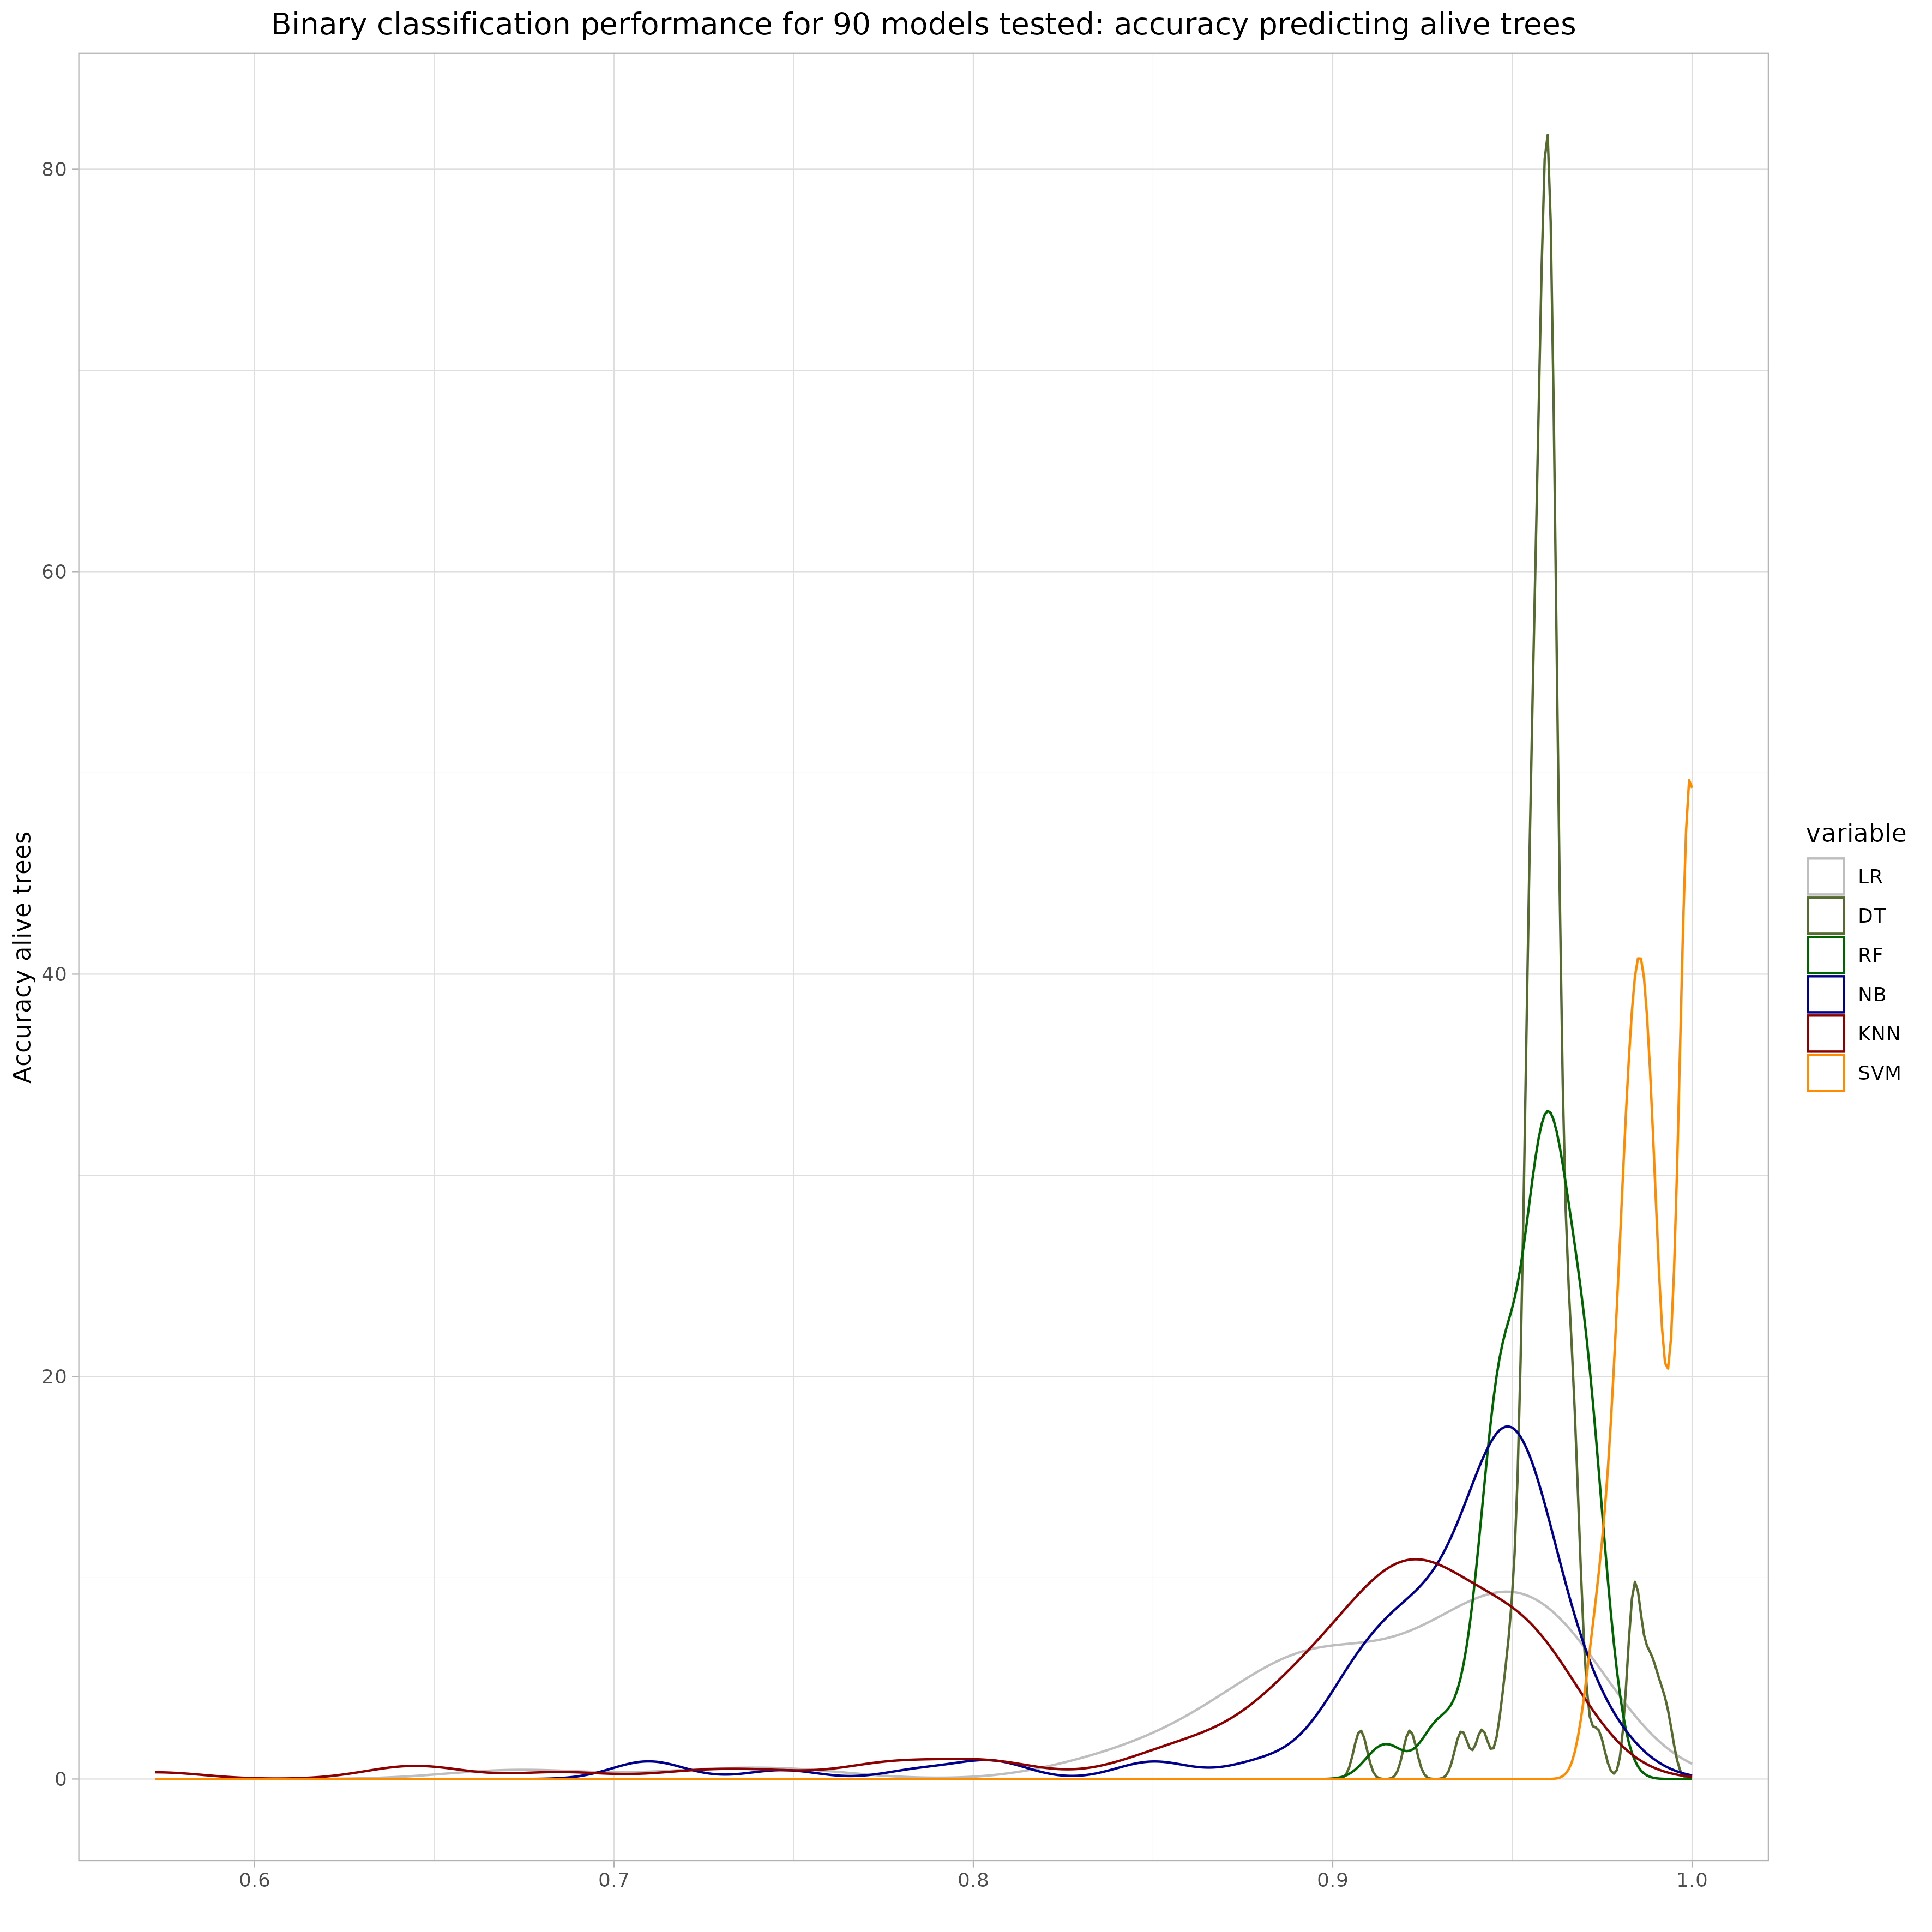 Binary classification performance for 90 models tested: accuracy predicting alive trees
80
60
40
20
0
Accuracy alive trees
0.6
0.7
0.8
0.9
1.0
variable
LR
DT
RF
NB
KNN
SVM